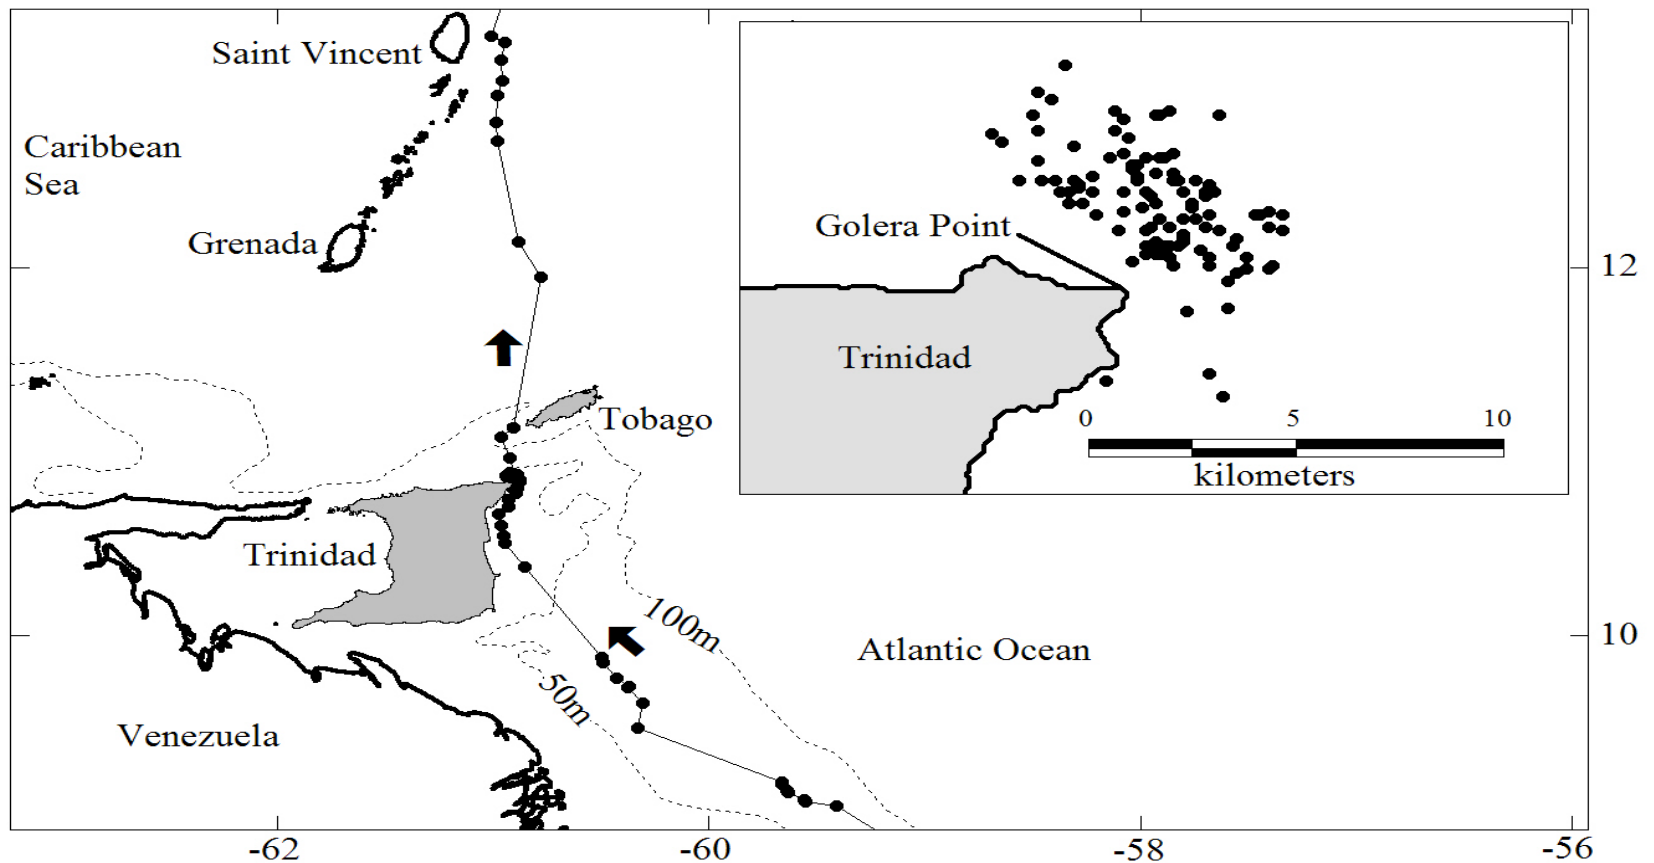 Saint Vincent
Caribbean
Sea
Grenada
Golera Point
12
Trinidad
Tobago
0 5 10
kilometers
Trinidad
100m
10
Atlantic Ocean
50m
Venezuela
-62 -60 -58 -56